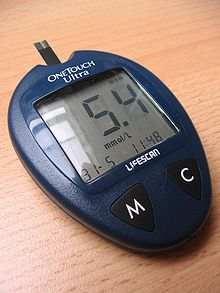 ONETOUCH
Ultra
5.4
mmol/L
31-5 11:48
LIFESCAN
M
C